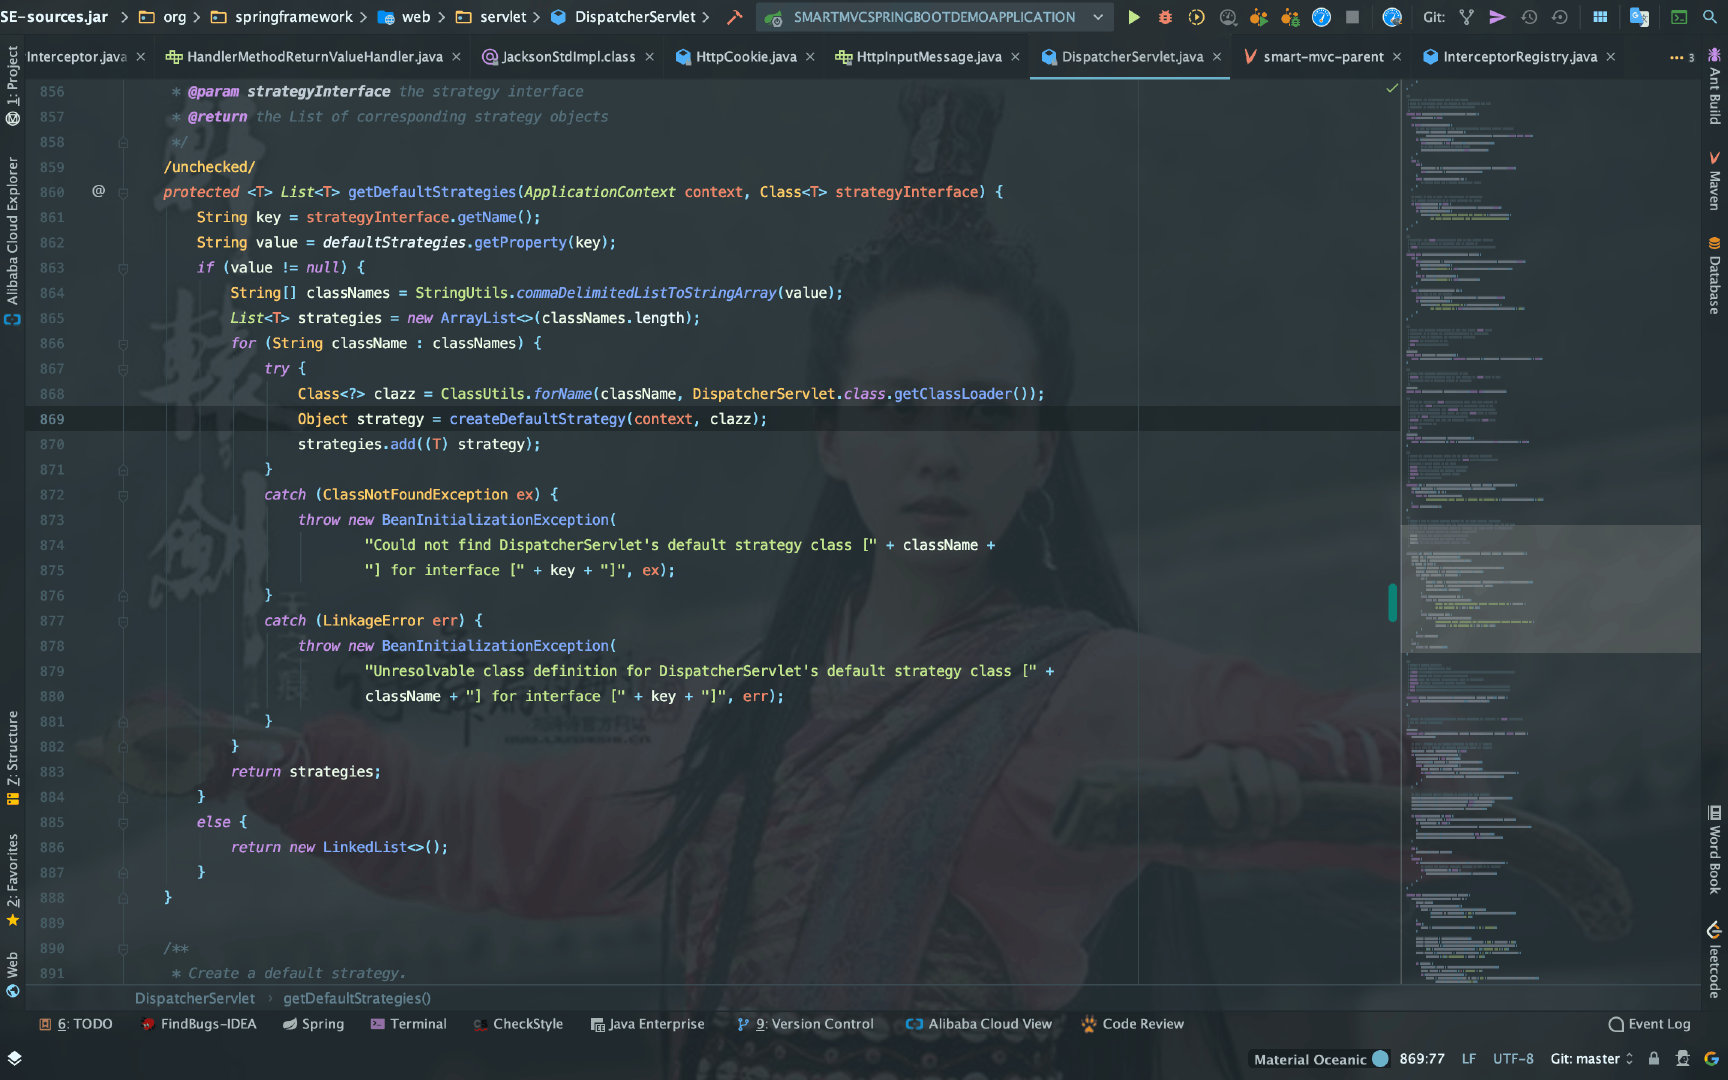 SE-sources.jar org springframework web servlet DispatcherServlet SMARTMVCSPRINGBOOTDEMOAPPLICATION Git:
Interceptor.java HandlerMethodReturnValueHandler.java JacksonStdImpl.class HttpCookie.java HttpInputMessage.java DispatcherServlet.java smart-mvc-parent InterceptorRegistry.java 3
856 * @param strategyInterface the strategy interface
857 * @return the List of corresponding strategy objects
858 */
859 /unchecked/
860 @ protected <T> List<T> getDefaultStrategies(ApplicationContext context, Class<T> strategyInterface) {
861 String key = strategyInterface.getName();
862 String value = defaultStrategies.getProperty(key);
863 if (value != null) {
864 String[] classNames = StringUtils.commaDelimitedListToStringArray(value);
865 List<T> strategies = new ArrayList<>(classNames.length);
866 for (String className : classNames) {
867 try {
868 Class<?> clazz = ClassUtils.forName(className, DispatcherServlet.class.getClassLoader());
869 Object strategy = createDefaultStrategy(context, clazz);
870 strategies.add((T) strategy);
871 }
872 catch (ClassNotFoundException ex) {
873 throw new BeanInitializationException(
874 "Could not find DispatcherServlet's default strategy class [" + className +
875 "] for interface [" + key + "]", ex);
876 }
877 catch (LinkageError err) {
878 throw new BeanInitializationException(
879 "Unresolvable class definition for DispatcherServlet's default strategy class [" +
880 className + "] for interface [" + key + "]", err);
881 }
882 }
883 return strategies;
884 }
885 else {
886 return new LinkedList<>();
887 }
888 }
889
890 /**
891 * Create a default strategy.
DispatcherServlet getDefaultStrategies()
1: Project
Alibaba Cloud Explorer
Z: Structure
2: Favorites
Web
Ant Build
Maven
Database
Word Book
leetcode
6: TODO FindBugs-IDEA Spring Terminal CheckStyle Java Enterprise 9: Version Control Alibaba Cloud View Code Review Event Log
Material Oceanic 869:77 LF UTF-8 Git: master